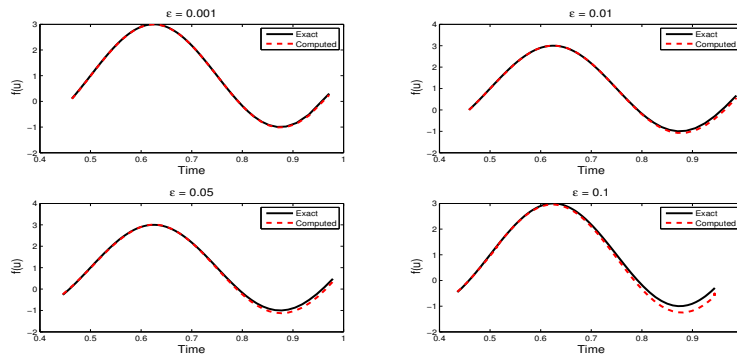 ε = 0.001
3
2
1
0
−1
−2
f(u)
0.4 0.5 0.6 0.7 0.8 0.9 1
Time
Exact
Computed
ε = 0.01
4
3
2
1
0
−1
−2
f(u)
0.4 0.5 0.6 0.7 0.8 0.9
Time
Exact
Computed
ε = 0.05
4
3
2
1
0
−1
−2
f(u)
0.4 0.5 0.6 0.7 0.8 0.9 1
Time
Exact
Computed
ε = 0.1
3
2
1
0
−1
−2
f(u)
0.4 0.5 0.6 0.7 0.8 0.9
Time
Exact
Computed